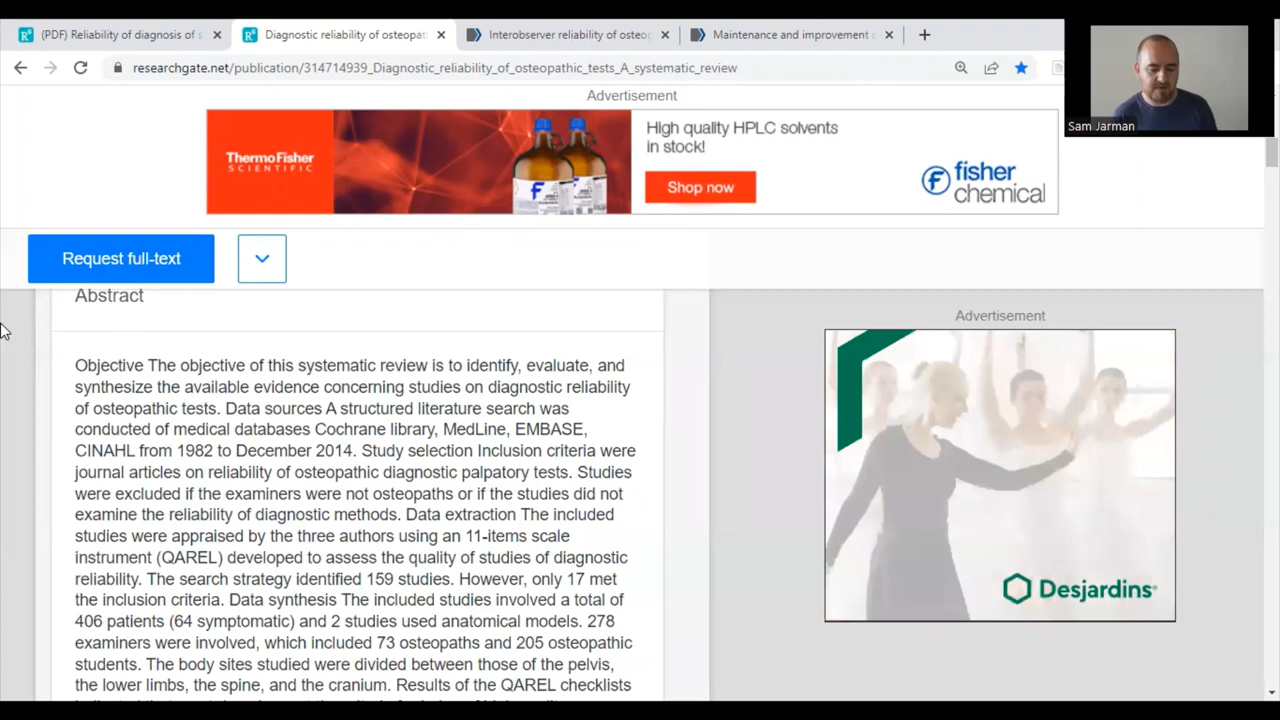 (PDF) Reliability of diagnosis of s
Diagnostic reliability of osteopat
Interobserver reliability of osteop
Maintenance and improvement o
researchgate.net/publication/314714939_Diagnostic_reliability_of_osteopathic_tests_A_systematic_review
Sam Jarman
Advertisement
ThermoFisher
SCIENTIFIC
High quality HPLC solvents
in stock!
Shop now
fisher
chemical
Request full-text
Abstract
Objective The objective of this systematic review is to identify, evaluate, and
synthesize the available evidence concerning studies on diagnostic reliability
of osteopathic tests. Data sources A structured literature search was
conducted of medical databases Cochrane library, MedLine, EMBASE,
CINAHL from 1982 to December 2014. Study selection Inclusion criteria were
journal articles on reliability of osteopathic diagnostic palpatory tests. Studies
were excluded if the examiners were not osteopaths or if the studies did not
examine the reliability of diagnostic methods. Data extraction The included
studies were appraised by the three authors using an 11-items scale
instrument (QAREL) developed to assess the quality of studies of diagnostic
reliability. The search strategy identified 159 studies. However, only 17 met
the inclusion criteria. Data synthesis The included studies involved a total of
406 patients (64 symptomatic) and 2 studies used anatomical models. 278
examiners were involved, which included 73 osteopaths and 205 osteopathic
students. The body sites studied were divided between those of the pelvis,
the lower limbs, the spine, and the cranium. Results of the QAREL checklists
Advertisement
Desjardins